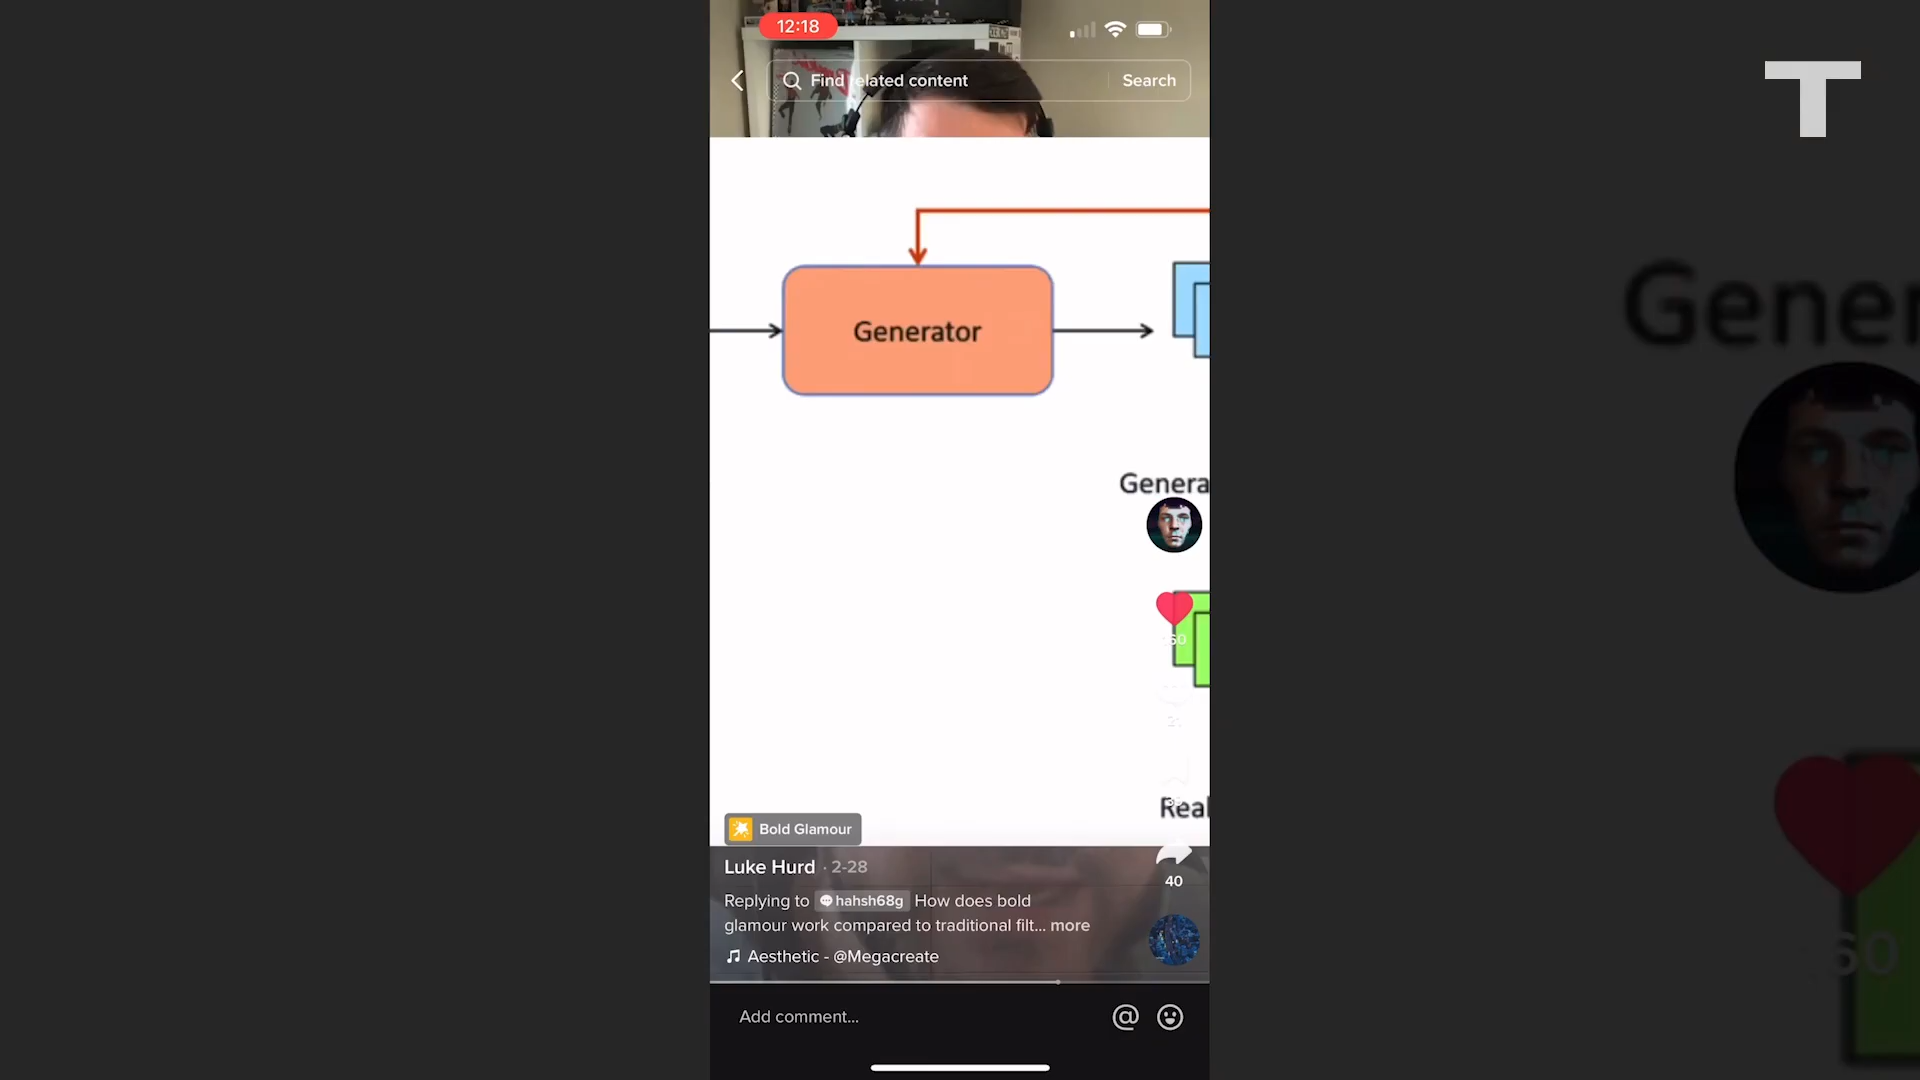 12:18
Find related content
Search
T
Generator
Genera
Gener
60
Real
Bold Glamour
Luke Hurd · 2-28
40
Replying to hahsh68g How does bold
glamour work compared to traditional filt... more
Aesthetic - @Megacreate
Add comment...